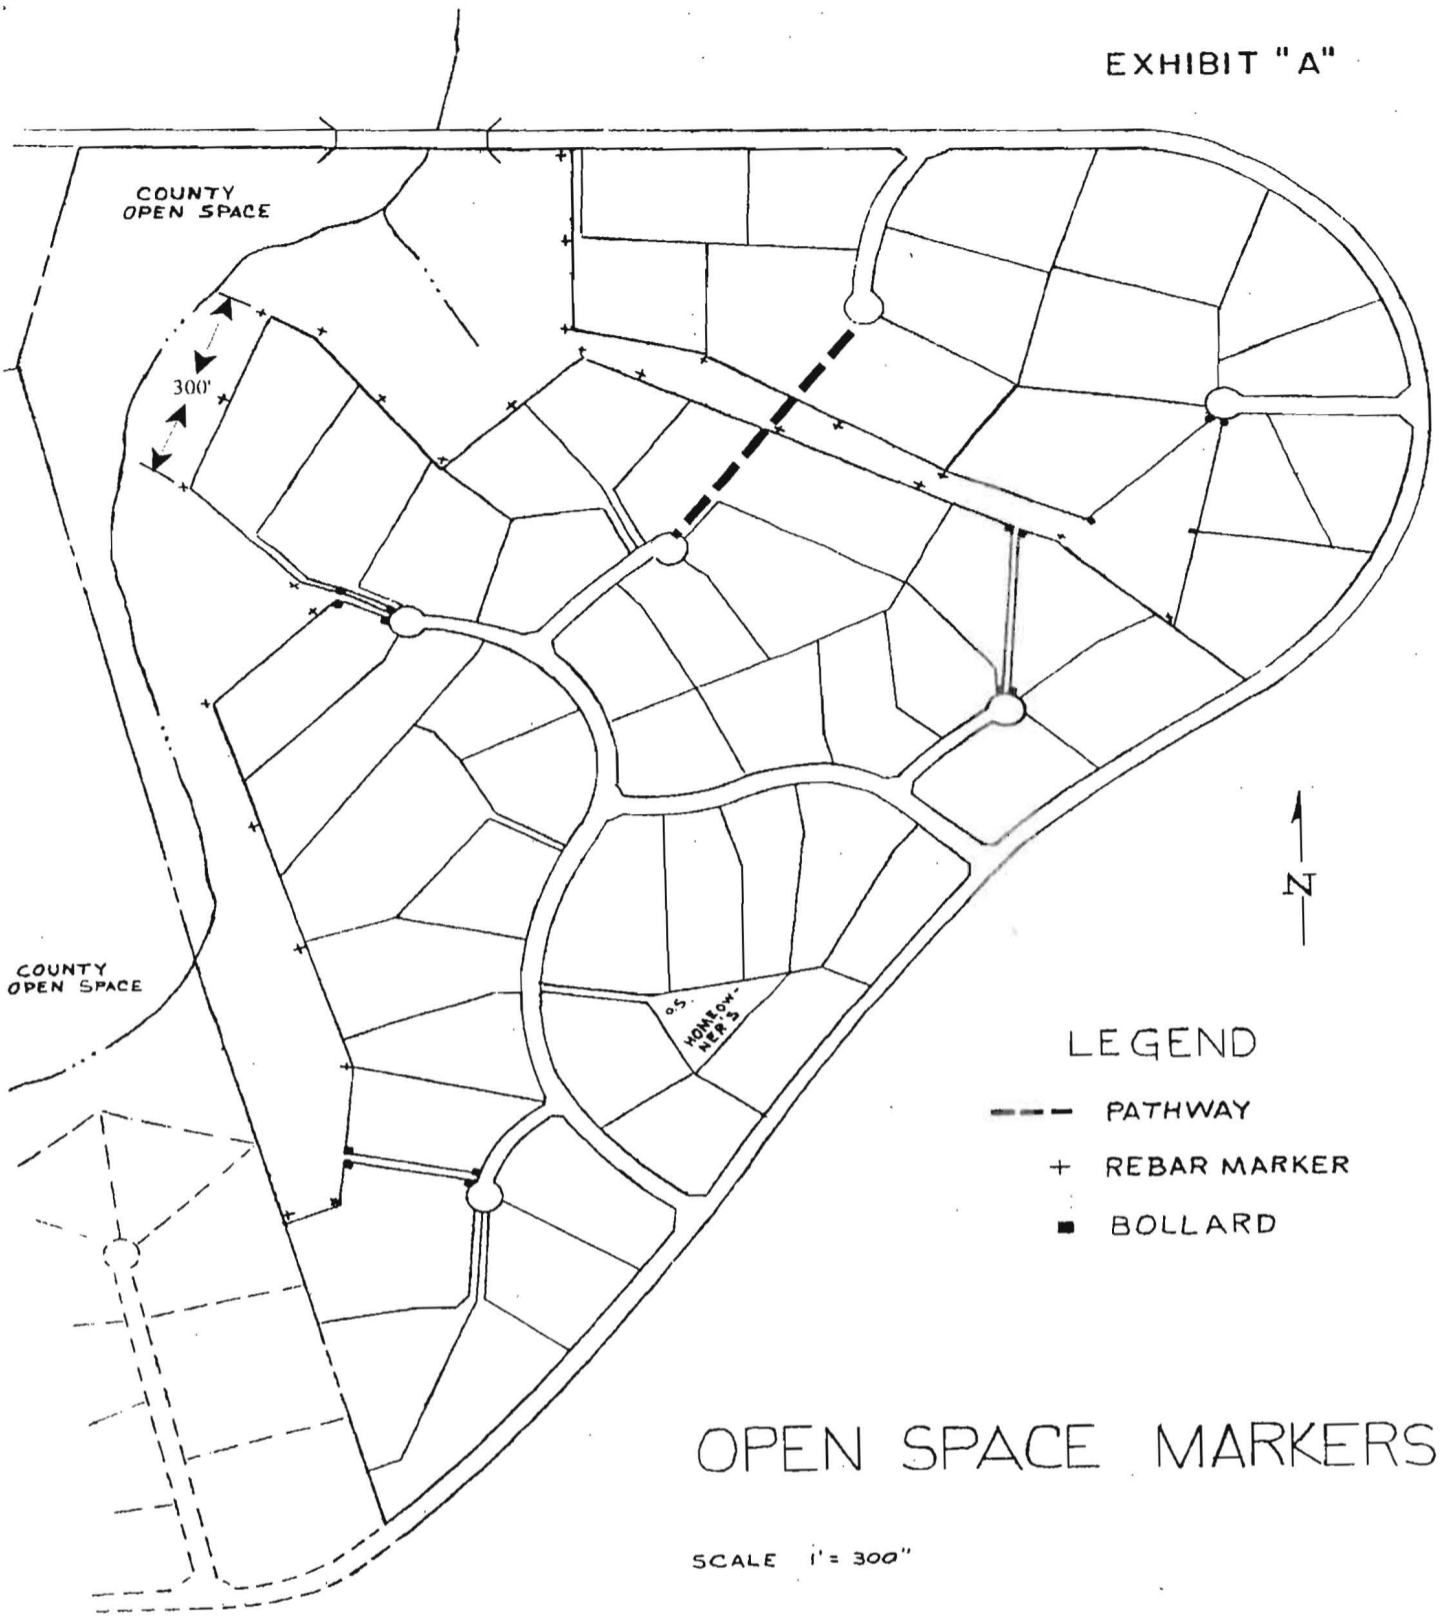 EXHIBIT "A"
COUNTY
OPEN SPACE
300'
COUNTY
OPEN SPACE
O.S.
HOMEOW-
NER'S
N
LEGEND
PATHWAY
REBAR MARKER
BOLLARD
OPEN SPACE MARKERS
SCALE 1' = 300"